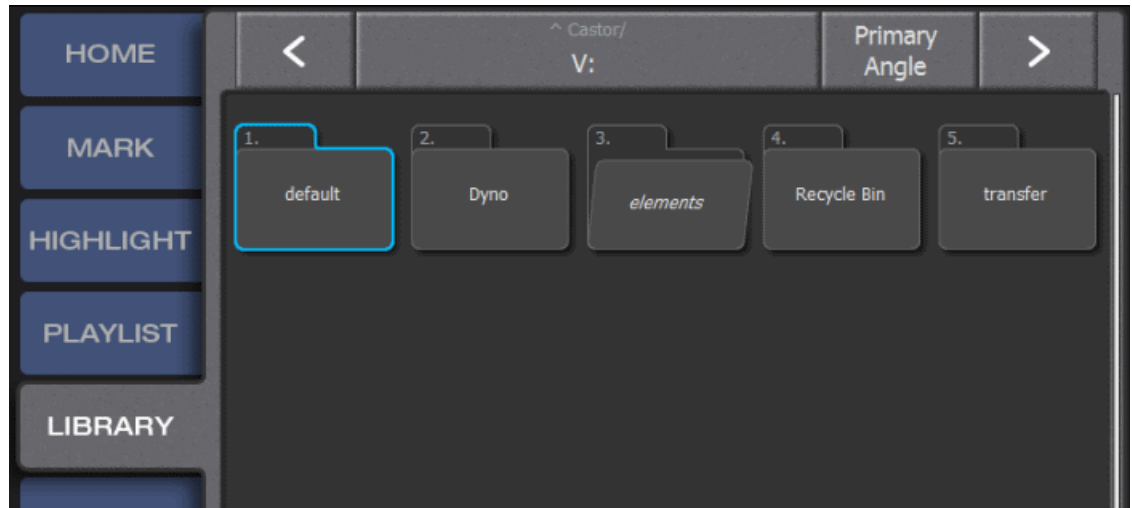 HOME
MARK
HIGHLIGHT
PLAYLIST
LIBRARY
<
^ Castor/
V:
Primary
Angle
>
1.
default
2.
Dyno
3.
elements
4.
Recycle Bin
5.
transfer